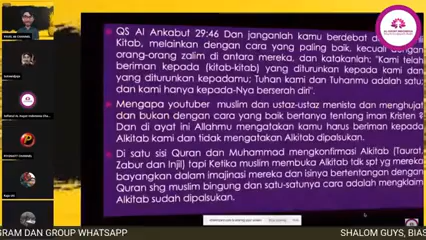 QS Al Ankabut 29:46 Dan janganlah kamu berdebat d
Kitab, melainkan dengan cara yang paling baik, kecuali dengan
orang-orang zalim di antara mereka, dan katakanlah: "Kami telah
beriman kepada (kitab-kitab) yang diturunkan kepada kami dan
yang diturunkan kepadamu; Tuhan kami dan Tuhanmu adalah satu;
dan kami hanya kepada-Nya berserah diri".
Mengapa youtuber muslim dan ustaz-ustaz menista dan menghujat
dan bukan dengan cara yang baik bertanya tentang iman Kristen ?
Dan di ayat ini Allahmu mengatakan kamu harus beriman kepada
Alkitab kami dan tidak mengatakan Alkitab dipalsukan.
Di satu sisi Quran dan Muhammad mengkonfirmasi Alkitab (Taurat,
Zabur dan Injil) tapi Ketika muslim membuka Alkitab tdk spt yg mereka
bayangkan dalam imajinasi mereka dan isinya bertentangan dengan
Quran shg muslim bingung dan satu-satunya cara adalah mengklaim
Alkitab sudah dipalsukan.
GRAM DAN GROUP WHATSAPP
SHALOM GUYS, BIAS